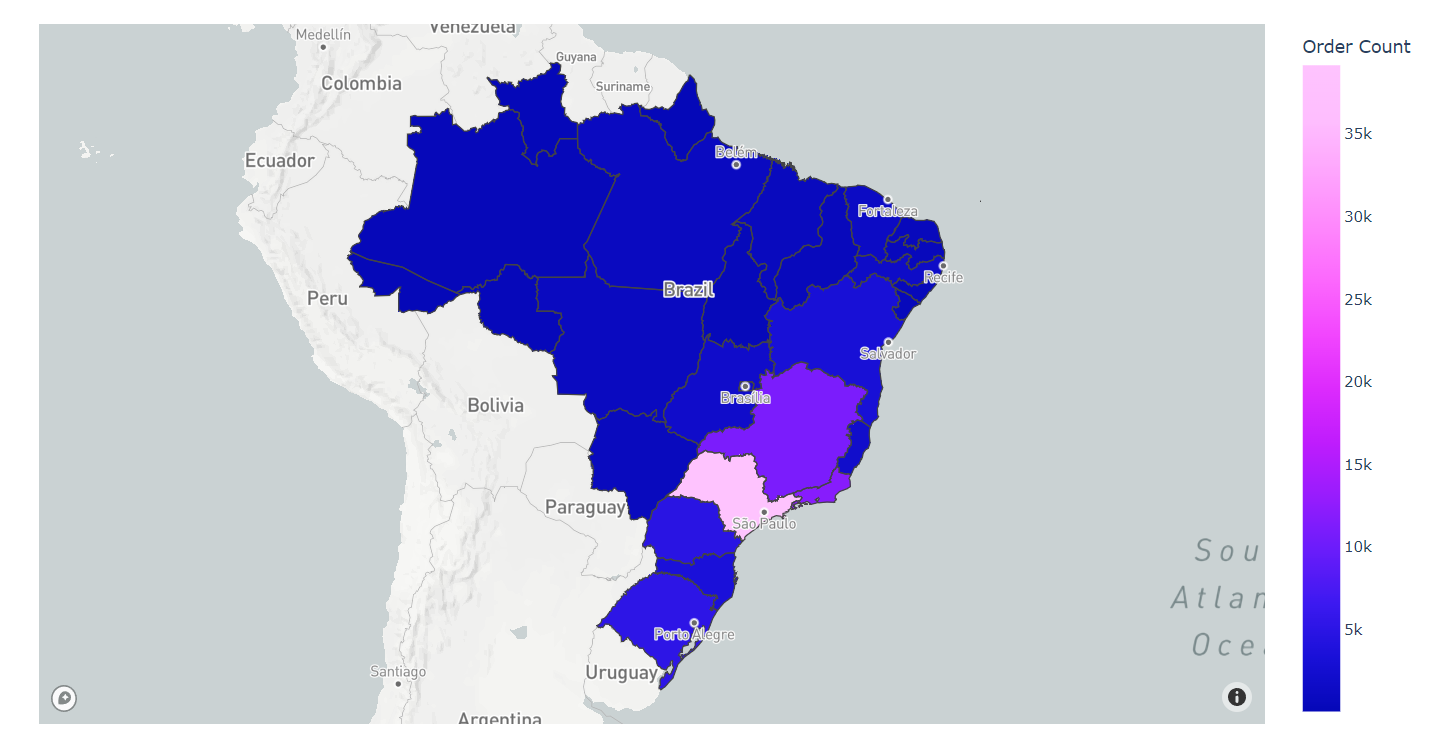 Venezuela
Medellín
Guyana
Colombia
Suriname
Belém
Ecuador
Fortaleza
Recife
Brazil
Peru
Salvador
Brasília
Bolivia
Paraguay
São Paulo
Sou
Atlan
Ocea
Porto Alegre
Santiago
Uruguay
Argentina
Order Count
35k
30k
25k
20k
15k
10k
5k